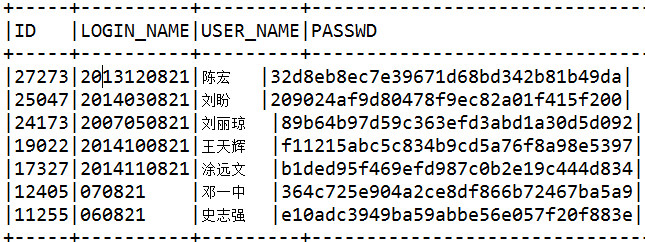 +-----+----------+---------+--------------------------------
|ID   |LOGIN_NAME|USER_NAME|PASSWD
+-----+----------+---------+--------------------------------
|27273|2013120821|陈宏   |32d8eb8ec7e39671d68bd342b81b49da|
|25047|2014030821|刘盼   |209024af9d80478f9ec82a01f415f200|
|24173|2007050821|刘丽琼   |89b64b97d59c363efd3abd1a30d5d092|
|19022|2014100821|王天辉   |f11215abc5c834b9cd5a76f8a98e5397|
|17327|2014110821|涂远文   |b1ded95f469efd987c0b2e19c444d834|
|12405|070821    |邓一中   |364c725e904a2ce8df866b72467ba5a9|
|11255|060821    |史志强   |e10adc3949ba59abbe56e057f20f883e|
+-----+----------+---------+--------------------------------